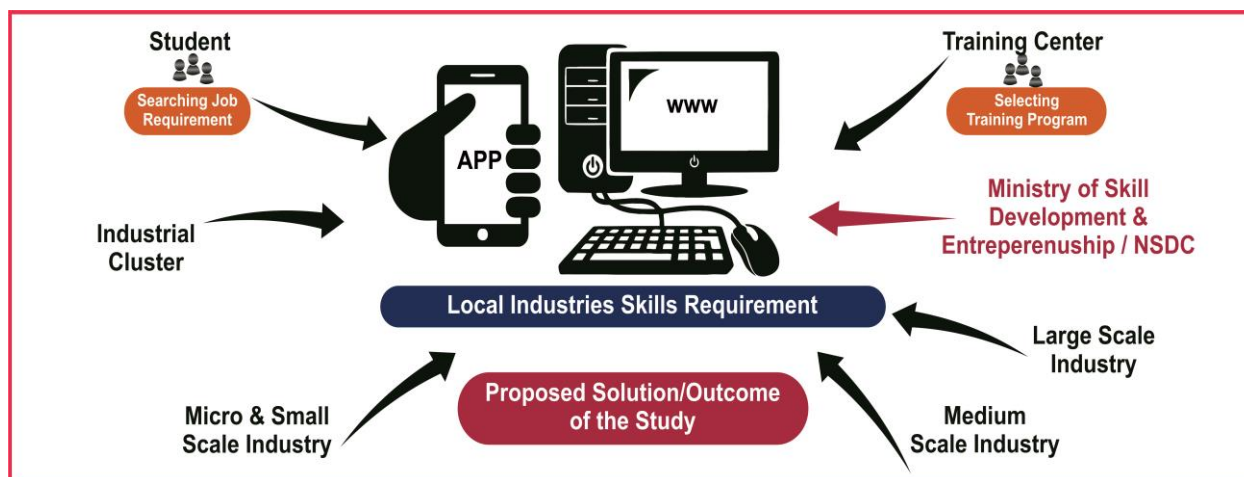 Student
Searching Job
Requirement
APP
www
Training Center
Selecting
Training Program
Industrial
Cluster
Ministry of Skill
Development &
Entreperenuship / NSDC
Local Industries Skills Requirement
Large Scale
Industry
Micro & Small
Scale Industry
Proposed Solution/Outcome
of the Study
Medium
Scale Industry